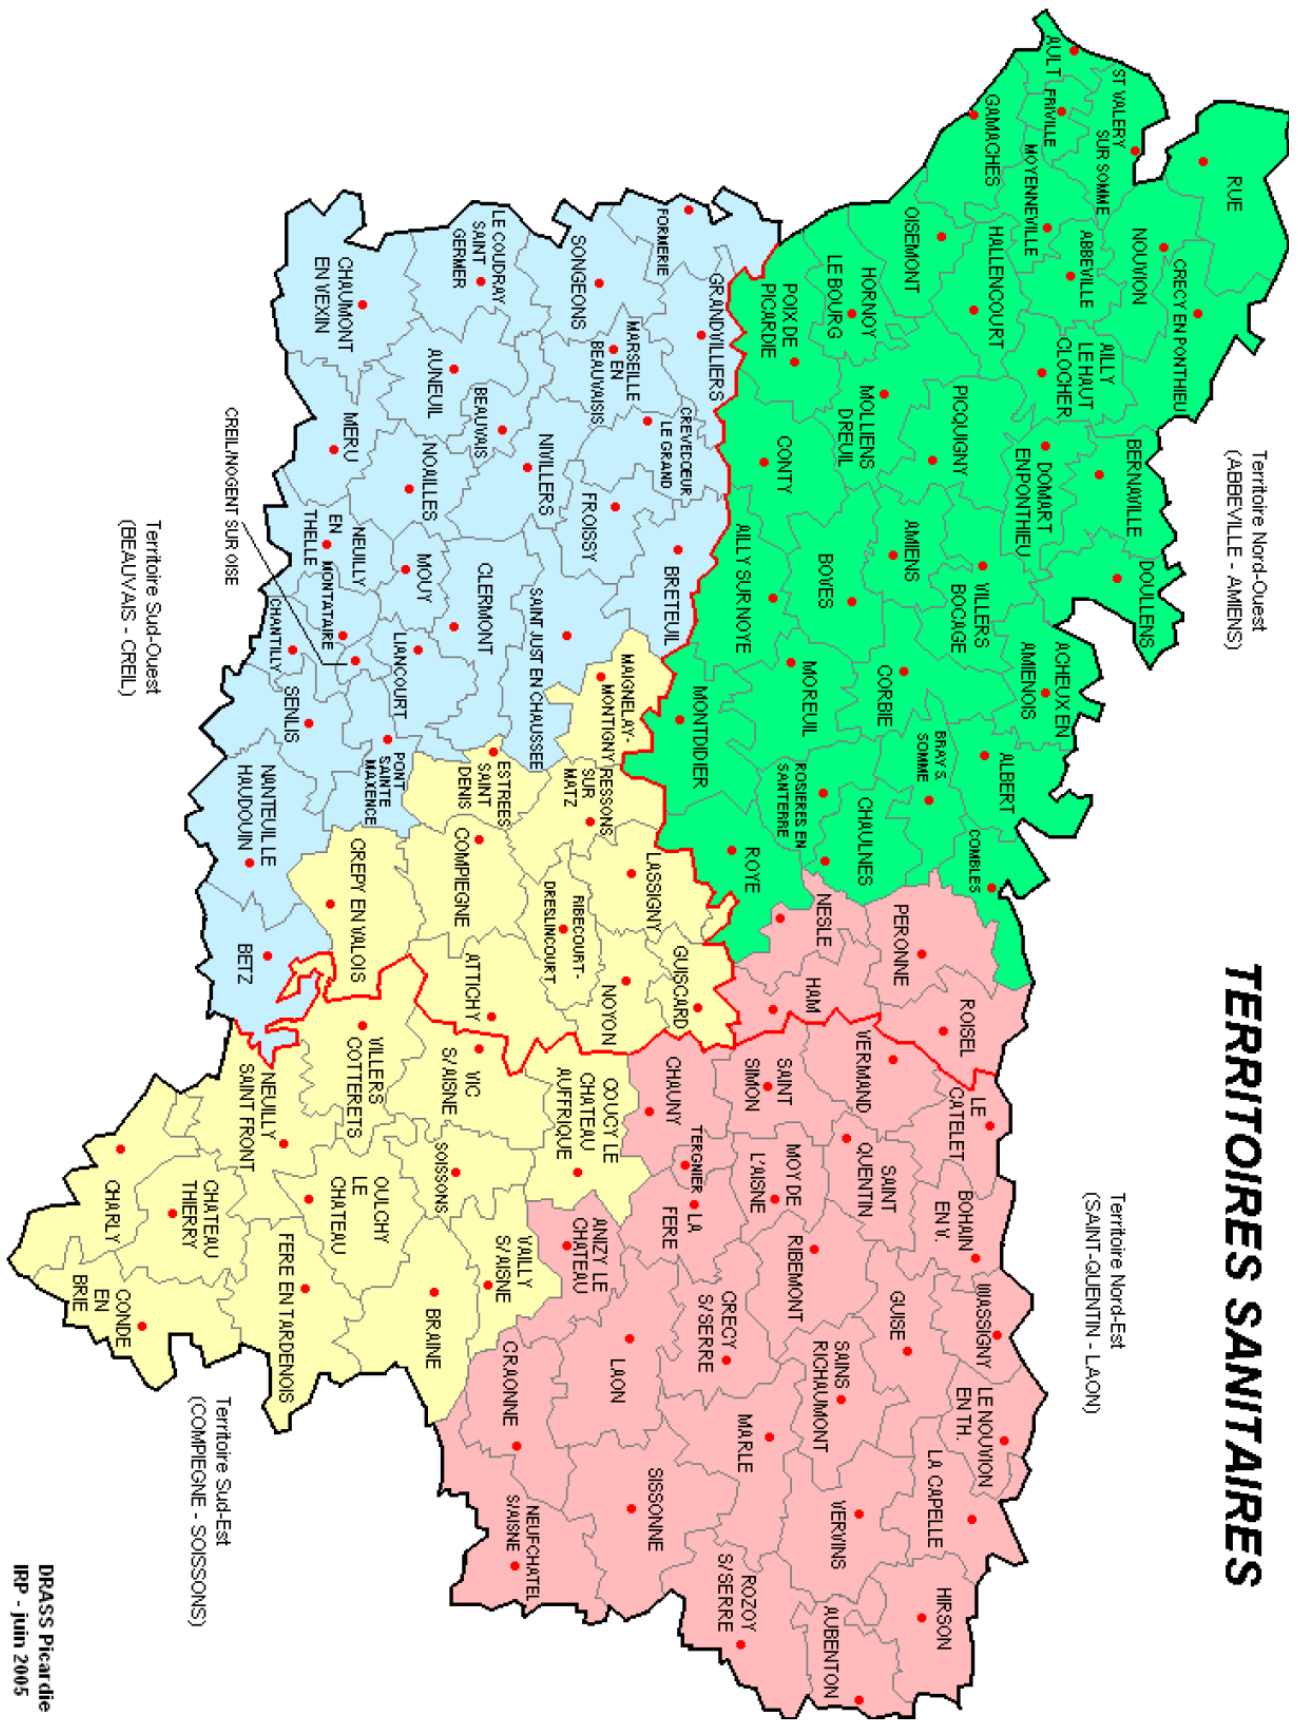 TERRITOIRES SANITAIRES
Territoire Nord-Ouest
(ABBEVILLE - AMIENS)
Territoire Nord-Est
(SAINT-QUENTIN - LAON)
RUE
CRECY EN PONTHIEU
NOUVION
ST VALERY
SUR SOMME
AULT
FRIVILLE
MOYENNEVILLE
ABBEVILLE
AILLY
LE HAUT
CLOCHER
BERNAVILLE
DOULLENS
GAMACHES
HALLENCOURT
DOMART
EN PONTHIEU
OISEMONT
HORNOY
LE BOURG
POIX DE
PICARDIE
MOLLIENS
DREUIL
PICQUIGNY
AMIENS
VILLERS
BOCAGE
ACHEUX EN
AMIENOIS
CONTY
BOVES
AILLY SUR NOYE
CORBIE
ALBERT
BRAY S.
SOMME
COMBLES
MOREUIL
MONTDIDIER
ROSIERES EN
SANTERRE
CHAULNES
ROYE
PERONNE
NESLE
HAM
ROISEL
VERMAND
LE
CATELET
BOHAIN
EN V.
WASSIGNY
LE NOUVION
EN TH.
LA CAPELLE
HIRSON
SAINT
SIMON
SAINT
QUENTIN
MOY DE
L'AISNE
RIBEMONT
GUISE
SAINS
RICHAUMONT
VERVINS
AUBENTON
CHAUNY
TERGNIER
LA
FERE
CRECY
S/SERRE
MARLE
ROZOY
S/SERRE
ANIZY LE
CHATEAU
LAON
SISSONNE
CRAONNE
NEUFCHATEL
S/AISNE
FORMERIE
GRANDVILLIERS
SONGEONS
MARSEILLE
EN
BEAUVAISIS
CREVECOEUR
LE GRAND
BRETEUIL
FROISSY
LE COUDRAY
SAINT
GERMER
AUNEUIL
BEAUVAIS
NIVILLERS
SAINT JUST EN CHAUSSEE
CHAUMONT
EN VEXIN
MERU
NOAILLES
MOUY
CLERMONT
NEUILLY
EN
THELLE
MONTATAIRE
LIANCOURT
CHANTILLY
SENLIS
PONT
SAINTE
MAXENCE
NANTEUIL LE
HAUDOUIN
BETZ
CREIL/NOGENT SUR OISE
MAIGNELAY-
MONTIGNY
RESSONS
SUR
MATZ
LASSIGNY
GUISCARD
ESTREES
SAINT
DENIS
COMPIEGNE
RIBECOURT-
DRESLINCOURT
NOYON
CREPY EN VALOIS
ATTICHY
VIC
S/AISNE
COUCY LE
CHATEAU
AUFFRIQUE
VILLERS
COTTERETS
SOISSONS
VAILLY
S/AISNE
NEUILLY
SAINT FRONT
OULCHY
LE
CHATEAU
BRAINE
FERE EN TARDENOIS
CHATEAU
THIERRY
CHARLY
CONDE
EN
BRIE
Territoire Sud-Ouest
(BEAUVAIS - CREIL)
Territoire Sud-Est
(COMPIEGNE - SOISSONS)
DRASS Picardie
IRP - juin 2005